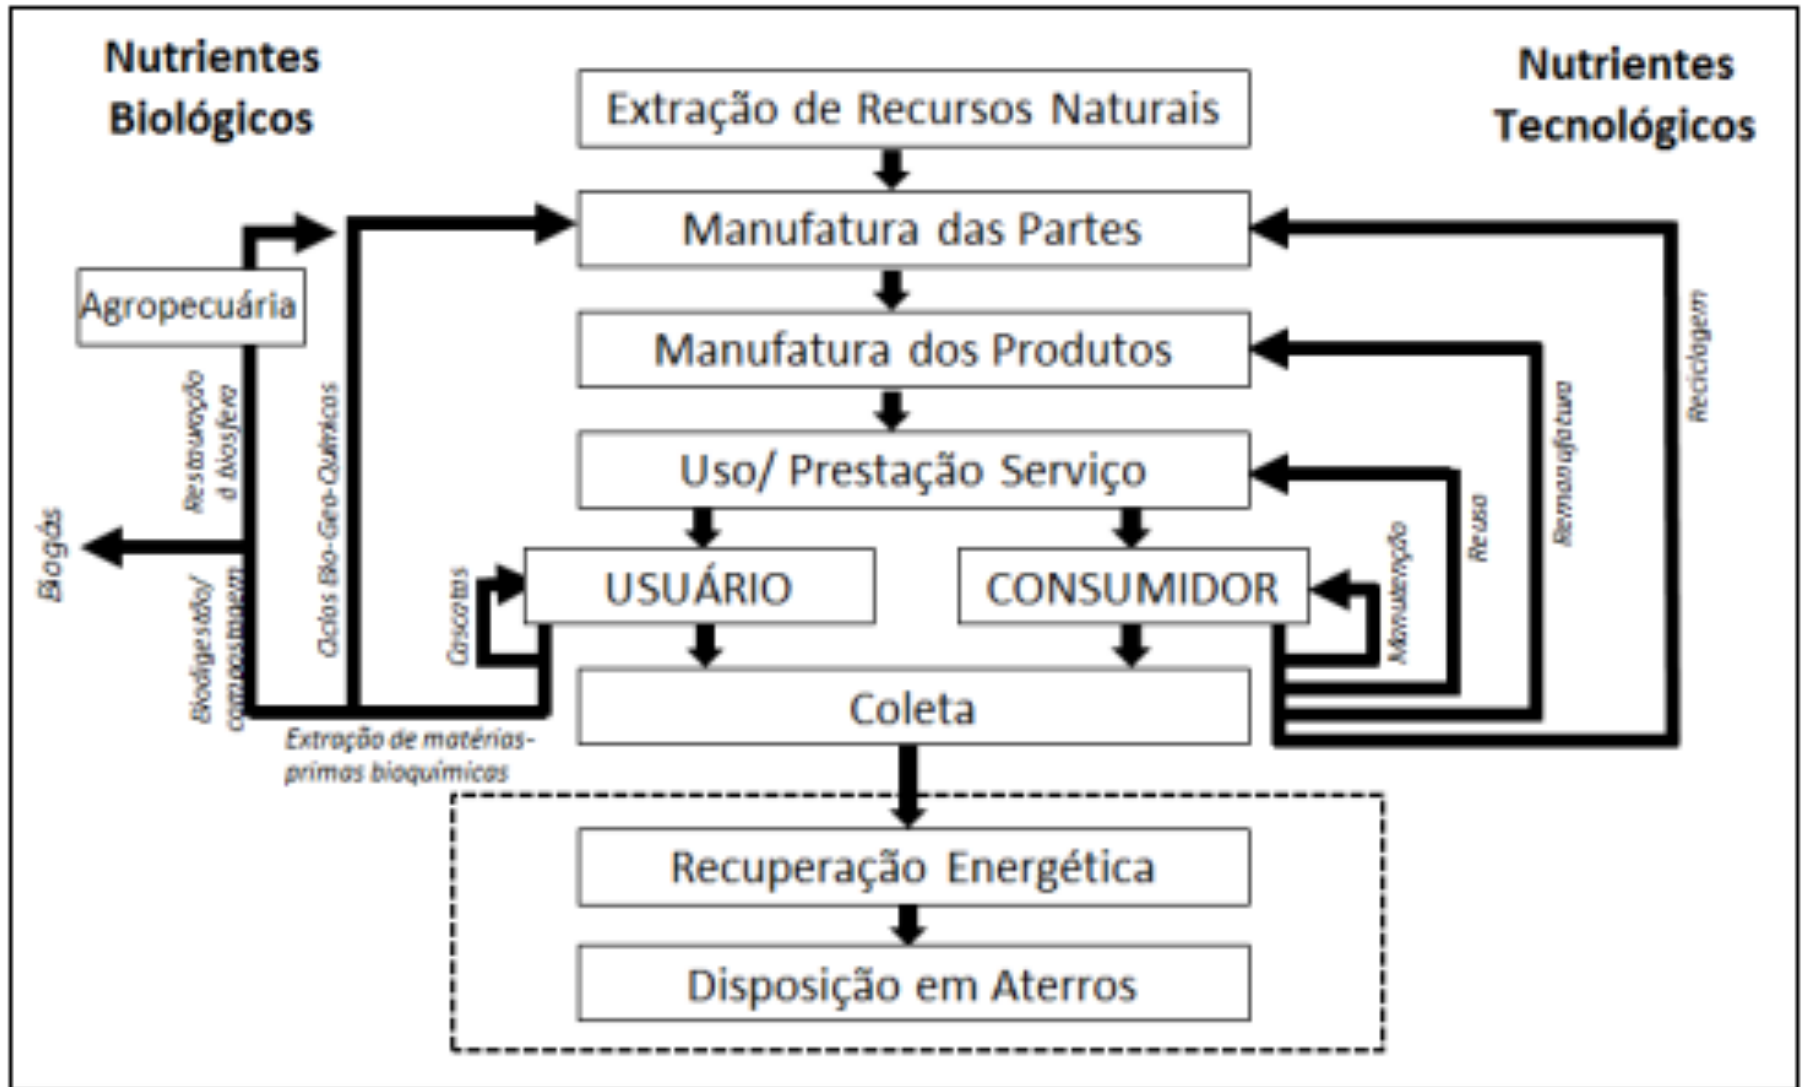 Nutrientes
Biológicos
Nutrientes
Tecnológicos
Extração de Recursos Naturais
Manufatura das Partes
Agropecuária
Manufatura dos Produtos
Uso/ Prestação Serviço
USUÁRIO
CONSUMIDOR
Coleta
Recuperação Energética
Disposição em Aterros
Restauração
d biosfera
Ciclos Bio-Geo-Químicos
Biogás
Biodigestão/
compostagem
Cascatas
Extração de matérias-
primas bioquímicas
Manutenção
Reuso
Remanufatura
Reciclagem